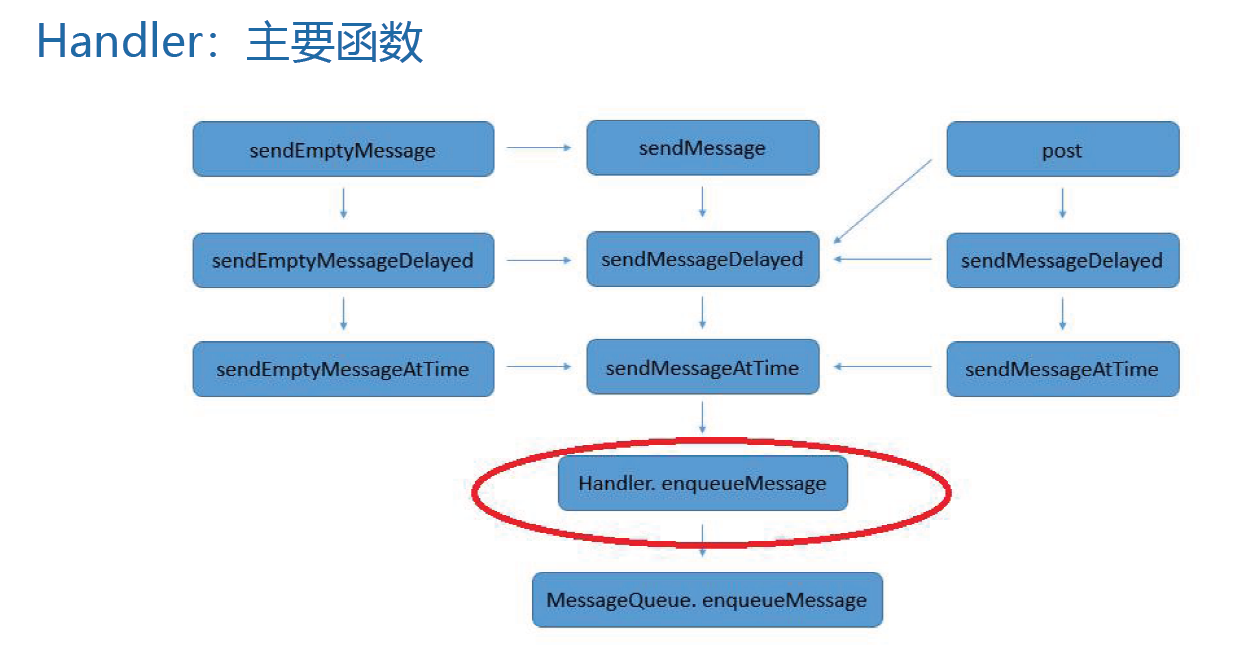 Handler：主要函数
sendEmptyMessage
sendMessage
post
sendEmptyMessageDelayed
sendMessageDelayed
sendMessageDelayed
sendEmptyMessageAtTime
sendMessageAtTime
sendMessageAtTime
Handler. enqueueMessage
MessageQueue. enqueueMessage